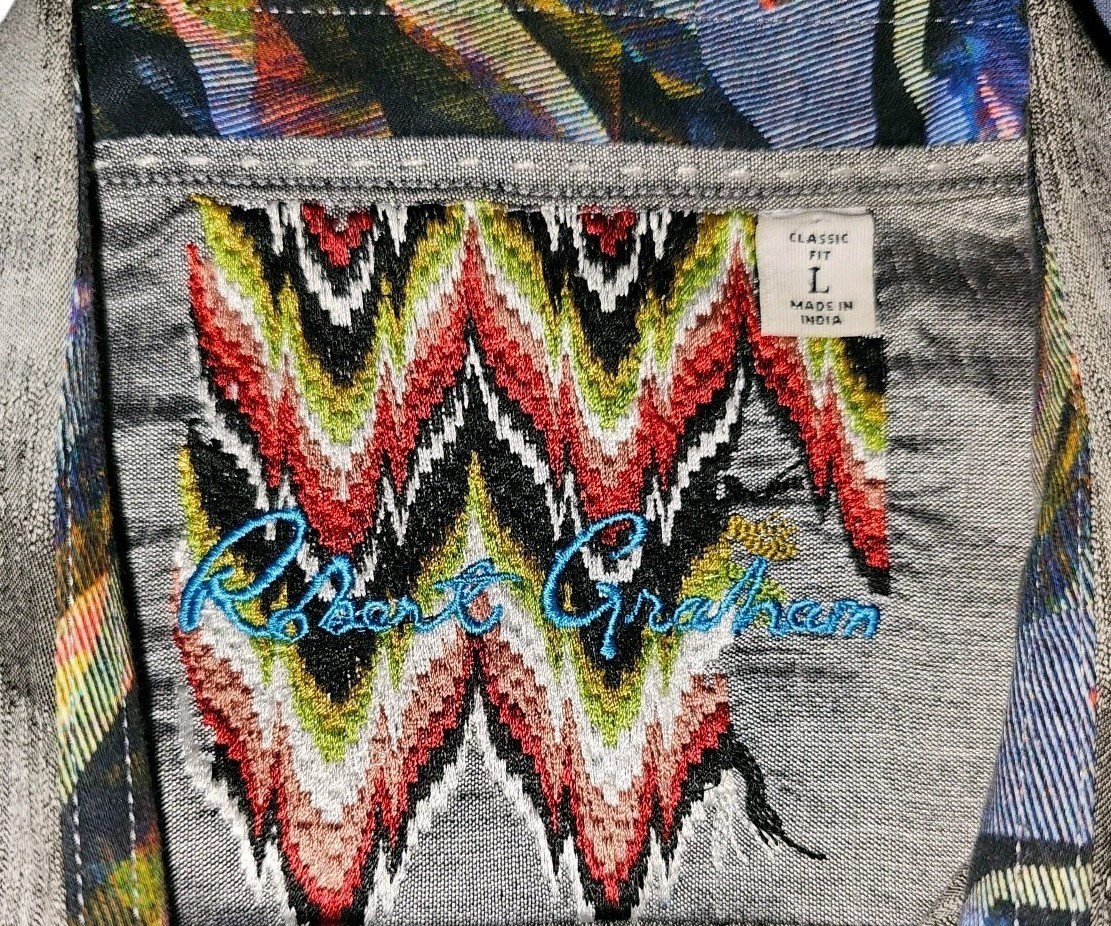 CLASSIC
FIT
L
MADE IN
INDIA
Robert Graham